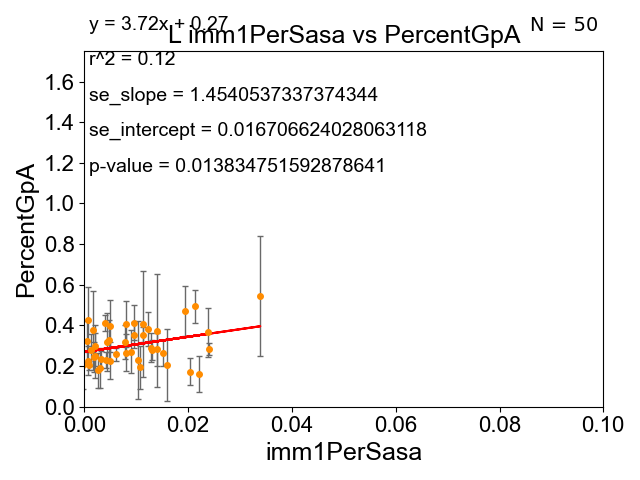 y = 3.72x + 0.27
L imm1PerSasa vs PercentGpA
N = 50
r^2 = 0.12
se_slope = 1.4540537337374344
se_intercept = 0.016706624028063118
p-value = 0.013834751592878641
PercentGpA
1.6
1.4
1.2
1.0
0.8
0.6
0.4
0.2
0.0
0.00 0.02 0.04 0.06 0.08 0.10
imm1PerSasa